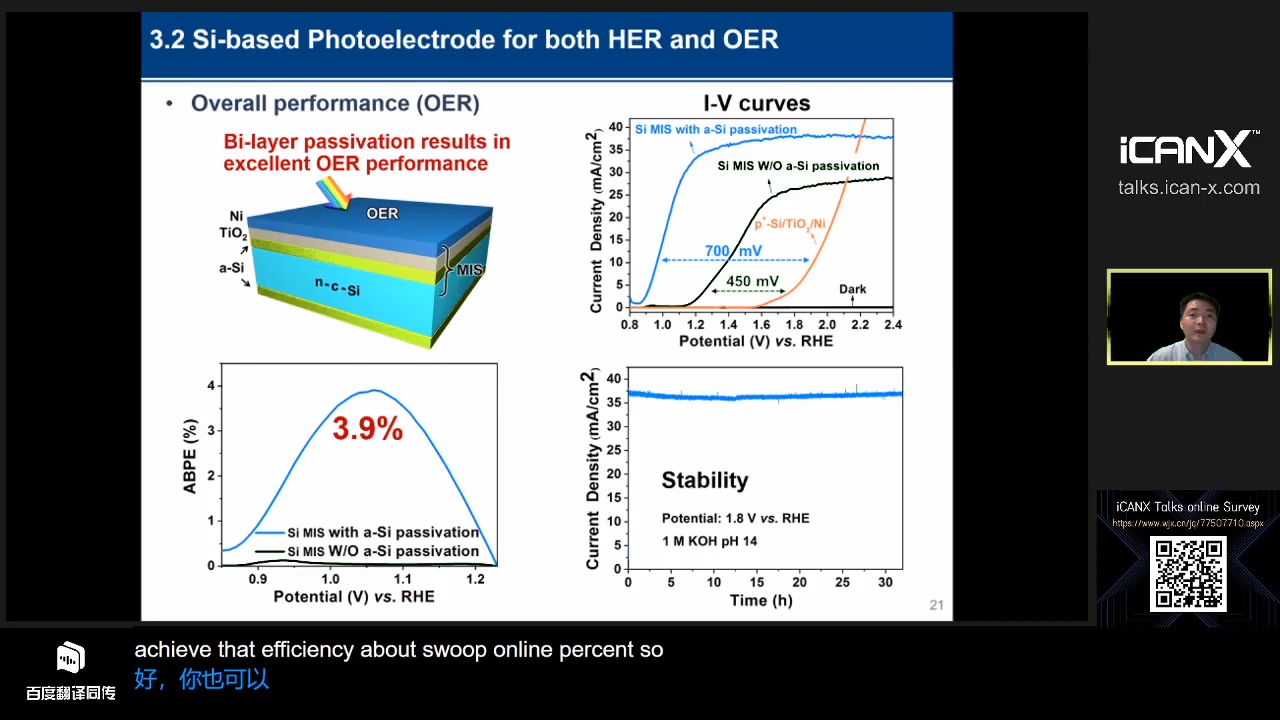 3.2 Si-based Photoelectrode for both HER and OER
• Overall performance (OER)
Bi-layer passivation results in
excellent OER performance
OER
Ni
TiO2
a-Si
n-c-Si
MIS
I-V curves
Current Density (mA/cm2)
40
35
30
25
20
15
10
5
0
Si MIS with a-Si passivation
Si MIS W/O a-Si passivation
p+-Si/TiO2/Ni
700 mV
450 mV
Dark
0.8 1.0 1.2 1.4 1.6 1.8 2.0 2.2 2.4
Potential (V) vs. RHE
ABPE (%)
4
3
2
1
0
3.9%
Si MIS with a-Si passivation
Si MIS W/O a-Si passivation
0.9 1.0 1.1 1.2
Potential (V) vs. RHE
Current Density (mA/cm2)
40
35
30
25
20
15
10
5
0
Stability
Potential: 1.8 V vs. RHE
1 M KOH pH 14
0 5 10 15 20 25 30
Time (h)
21
iCANX™
talks.ican-x.com
iCANX Talks online Survey
https://www.wjx.cn/jq/77507710.aspx
百度翻译同传
achieve that efficiency about swoop online percent so
好，你也可以